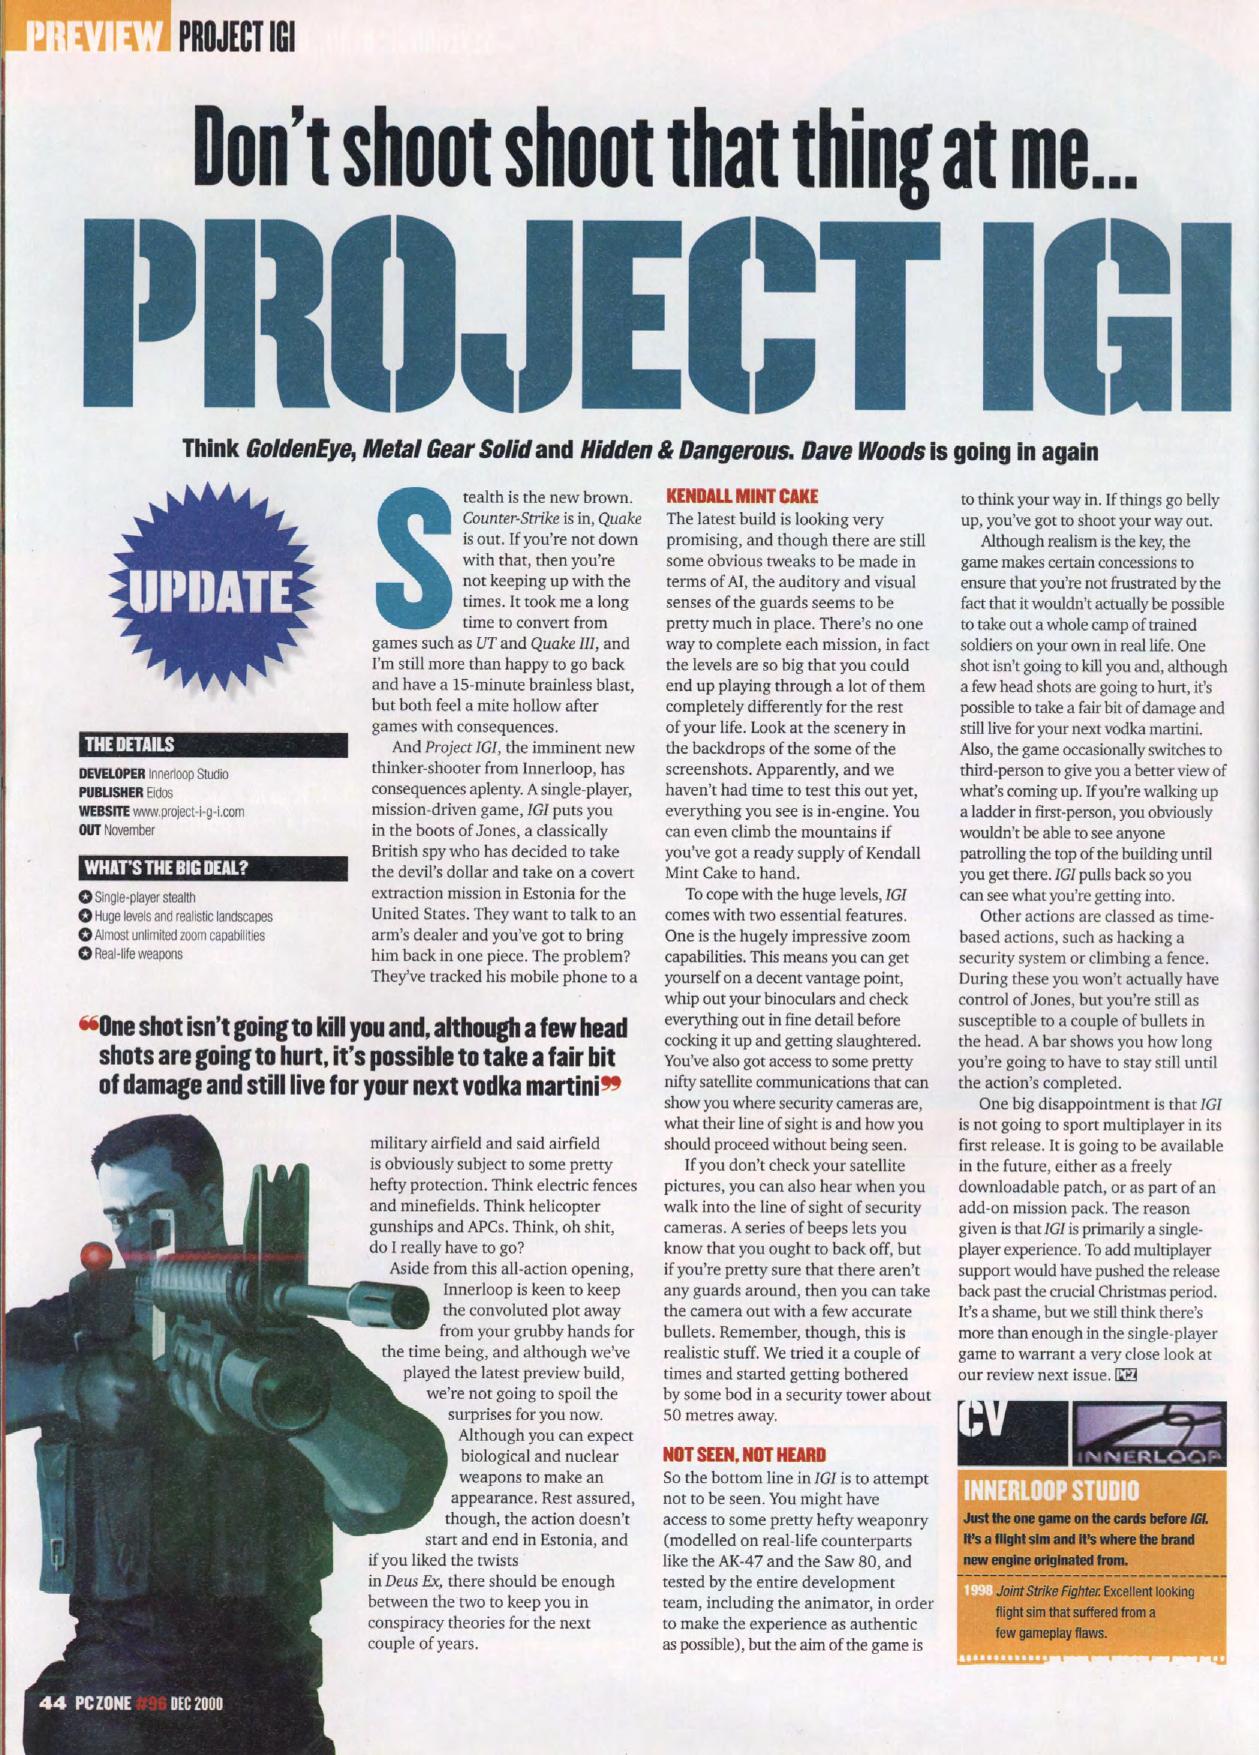 PREVIEW PROJECT IGI
Don't shoot shoot that thing at me...
PROJECT IGI
Think GoldenEye, Metal Gear Solid and Hidden & Dangerous. Dave Woods is going in again
UPDATE
THE DETAILS
DEVELOPER Innerloop Studio
PUBLISHER Eidos
WEBSITE www.project-i-g-i.com
OUT November
WHAT'S THE BIG DEAL?
Single-player stealth
Huge levels and realistic landscapes
Almost unlimited zoom capabilities
Real-life weapons
Stealth is the new brown.
Counter-Strike is in, Quake
is out. If you're not down
with that, then you're
not keeping up with the
times. It took me a long
time to convert from
games such as UT and Quake III, and
I'm still more than happy to go back
and have a 15-minute brainless blast,
but both feel a mite hollow after
games with consequences.
And Project IGI, the imminent new
thinker-shooter from Innerloop, has
consequences aplenty. A single-player,
mission-driven game, IGI puts you
in the boots of Jones, a classically
British spy who has decided to take
the devil's dollar and take on a covert
extraction mission in Estonia for the
United States. They want to talk to an
arm's dealer and you've got to bring
him back in one piece. The problem?
They've tracked his mobile phone to a
“One shot isn't going to kill you and, although a few head
shots are going to hurt, it's possible to take a fair bit
of damage and still live for your next vodka martini”
military airfield and said airfield
is obviously subject to some pretty
hefty protection. Think electric fences
and minefields. Think helicopter
gunships and APCs. Think, oh shit,
do I really have to go?
Aside from this all-action opening,
Innerloop is keen to keep
the convoluted plot away
from your grubby hands for
the time being, and although we've
played the latest preview build,
we're not going to spoil the
surprises for you now.
Although you can expect
biological and nuclear
weapons to make an
appearance. Rest assured,
though, the action doesn't
start and end in Estonia, and
if you liked the twists
in Deus Ex, there should be enough
between the two to keep you in
conspiracy theories for the next
couple of years.
KENDALL MINT CAKE
The latest build is looking very
promising, and though there are still
some obvious tweaks to be made in
terms of AI, the auditory and visual
senses of the guards seems to be
pretty much in place. There's no one
way to complete each mission, in fact
the levels are so big that you could
end up playing through a lot of them
completely differently for the rest
of your life. Look at the scenery in
the backdrops of the some of the
screenshots. Apparently, and we
haven't had time to test this out yet,
everything you see is in-engine. You
can even climb the mountains if
you've got a ready supply of Kendall
Mint Cake to hand.
To cope with the huge levels, IGI
comes with two essential features.
One is the hugely impressive zoom
capabilities. This means you can get
yourself on a decent vantage point,
whip out your binoculars and check
everything out in fine detail before
cocking it up and getting slaughtered.
You've also got access to some pretty
nifty satellite communications that can
show you where security cameras are,
what their line of sight is and how you
should proceed without being seen.
If you don't check your satellite
pictures, you can also hear when you
walk into the line of sight of security
cameras. A series of beeps lets you
know that you ought to back off, but
if you're pretty sure that there aren't
any guards around, then you can take
the camera out with a few accurate
bullets. Remember, though, this is
realistic stuff. We tried it a couple of
times and started getting bothered
by some bod in a security tower about
50 metres away.
NOT SEEN, NOT HEARD
So the bottom line in IGI is to attempt
not to be seen. You might have
access to some pretty hefty weaponry
(modelled on real-life counterparts
like the AK-47 and the Saw 80, and
tested by the entire development
team, including the animator, in order
to make the experience as authentic
as possible), but the aim of the game is
to think your way in. If things go belly
up, you've got to shoot your way out.
Although realism is the key, the
game makes certain concessions to
ensure that you're not frustrated by the
fact that it wouldn't actually be possible
to take out a whole camp of trained
soldiers on your own in real life. One
shot isn't going to kill you and, although
a few head shots are going to hurt, it's
possible to take a fair bit of damage and
still live for your next vodka martini.
Also, the game occasionally switches to
third-person to give you a better view of
what's coming up. If you're walking up
a ladder in first-person, you obviously
wouldn't be able to see anyone
patrolling the top of the building until
you get there. IGI pulls back so you
can see what you're getting into.
Other actions are classed as time-
based actions, such as hacking a
security system or climbing a fence.
During these you won't actually have
control of Jones, but you're still as
susceptible to a couple of bullets in
the head. A bar shows you how long
you're going to have to stay still until
the action's completed.
One big disappointment is that IGI
is not going to sport multiplayer in its
first release. It is going to be available
in the future, either as a freely
downloadable patch, or as part of an
add-on mission pack. The reason
given is that IGI is primarily a single-
player experience. To add multiplayer
support would have pushed the release
back past the crucial Christmas period.
It's a shame, but we still think there's
more than enough in the single-player
game to warrant a very close look at
our review next issue. PCZ
CV
INNERLOOP
INNERLOOP STUDIO
Just the one game on the cards before IGI.
It's a flight sim and it's where the brand
new engine originated from.
1998 Joint Strike Fighter. Excellent looking
flight sim that suffered from a
few gameplay flaws.
44 PCZONE #96 DEC 2000